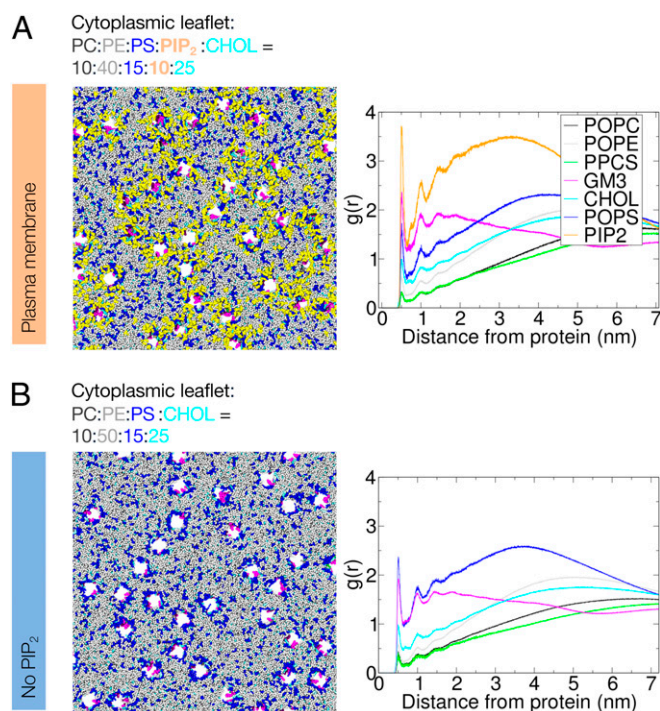 A
Cytoplasmic leaflet:
PC:PE:PS:PIP₂:CHOL =
10:40:15:10:25
Plasma membrane
g(r)
4
3
2
1
0
POPC
POPE
PPCS
GM3
CHOL
POPS
PIP2
0 1 2 3 4 5 6 7
Distance from protein (nm)
B
Cytoplasmic leaflet:
PC:PE:PS:CHOL =
10:50:15:25
No PIP₂
g(r)
4
3
2
1
0
0 1 2 3 4 5 6 7
Distance from protein (nm)